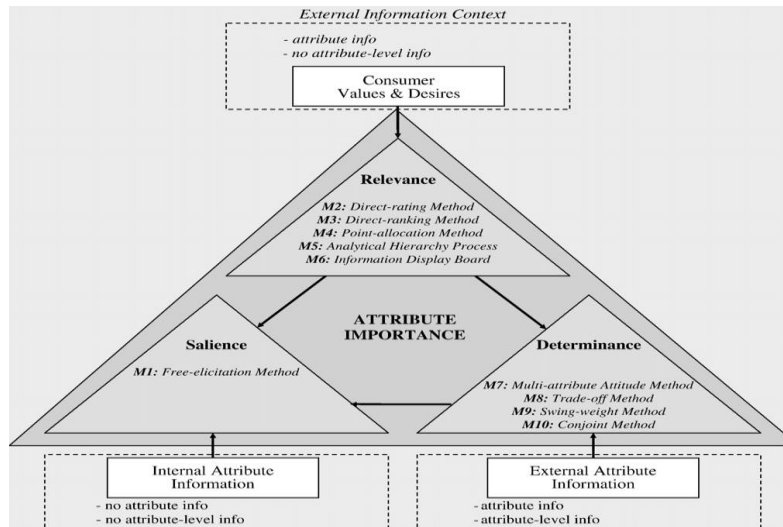 External Information Context
- attribute info
- no attribute-level info
Consumer
Values & Desires
Relevance
M2: Direct-rating Method
M3: Direct-ranking Method
M4: Point-allocation Method
M5: Analytical Hierarchy Process
M6: Information Display Board
ATTRIBUTE
IMPORTANCE
Salience
M1: Free-elicitation Method
Determinance
M7: Multi-attribute Attitude Method
M8: Trade-off Method
M9: Swing-weight Method
M10: Conjoint Method
Internal Attribute
Information
- no attribute info
- no attribute-level info
External Attribute
Information
- attribute info
- attribute-level info